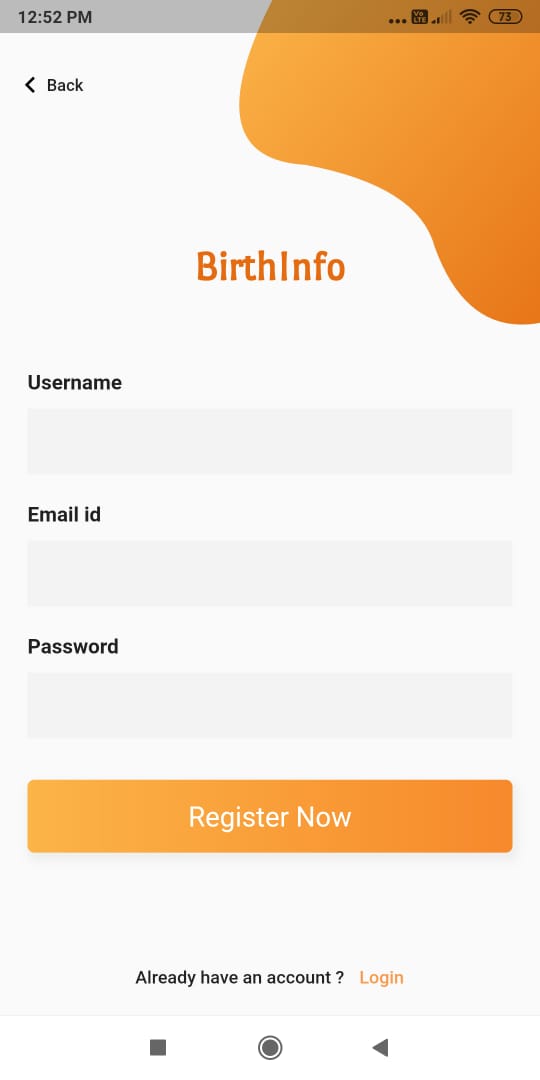 12:52 PM
Vo
LTE
73
Back
BirthInfo
Username
Email id
Password
Register Now
Already have an account ? Login